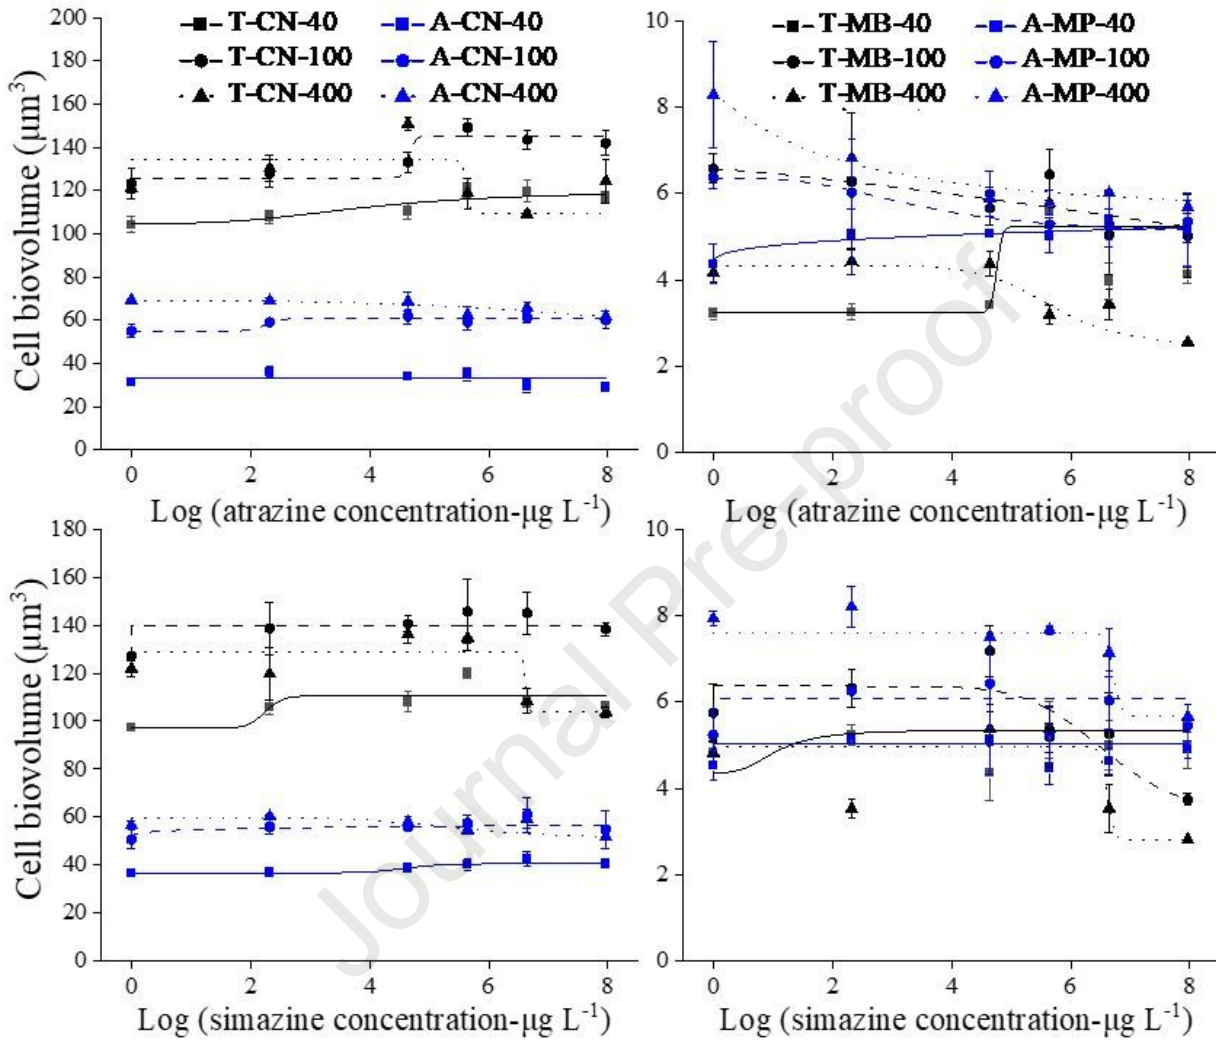 T-CN-40 A-CN-40
T-CN-100 A-CN-100
T-CN-400 A-CN-400
200
180
160
140
120
100
80
60
40
20
0
Cell biovolume (μm³)
0 2 4 6 8
Log (atrazine concentration-μg L⁻¹)
T-MB-40 A-MP-40
T-MB-100 A-MP-100
T-MB-400 A-MP-400
10
8
6
4
2
0
0 2 4 6 8
Log (atrazine concentration-μg L⁻¹)
180
160
140
120
100
80
60
40
20
0
Cell biovolume (μm³)
0 2 4 6 8
Log (simazine concentration-μg L⁻¹)
10
8
6
4
2
0
0 2 4 6 8
Log (simazine concentration-μg L⁻¹)
Journal Pre-proof